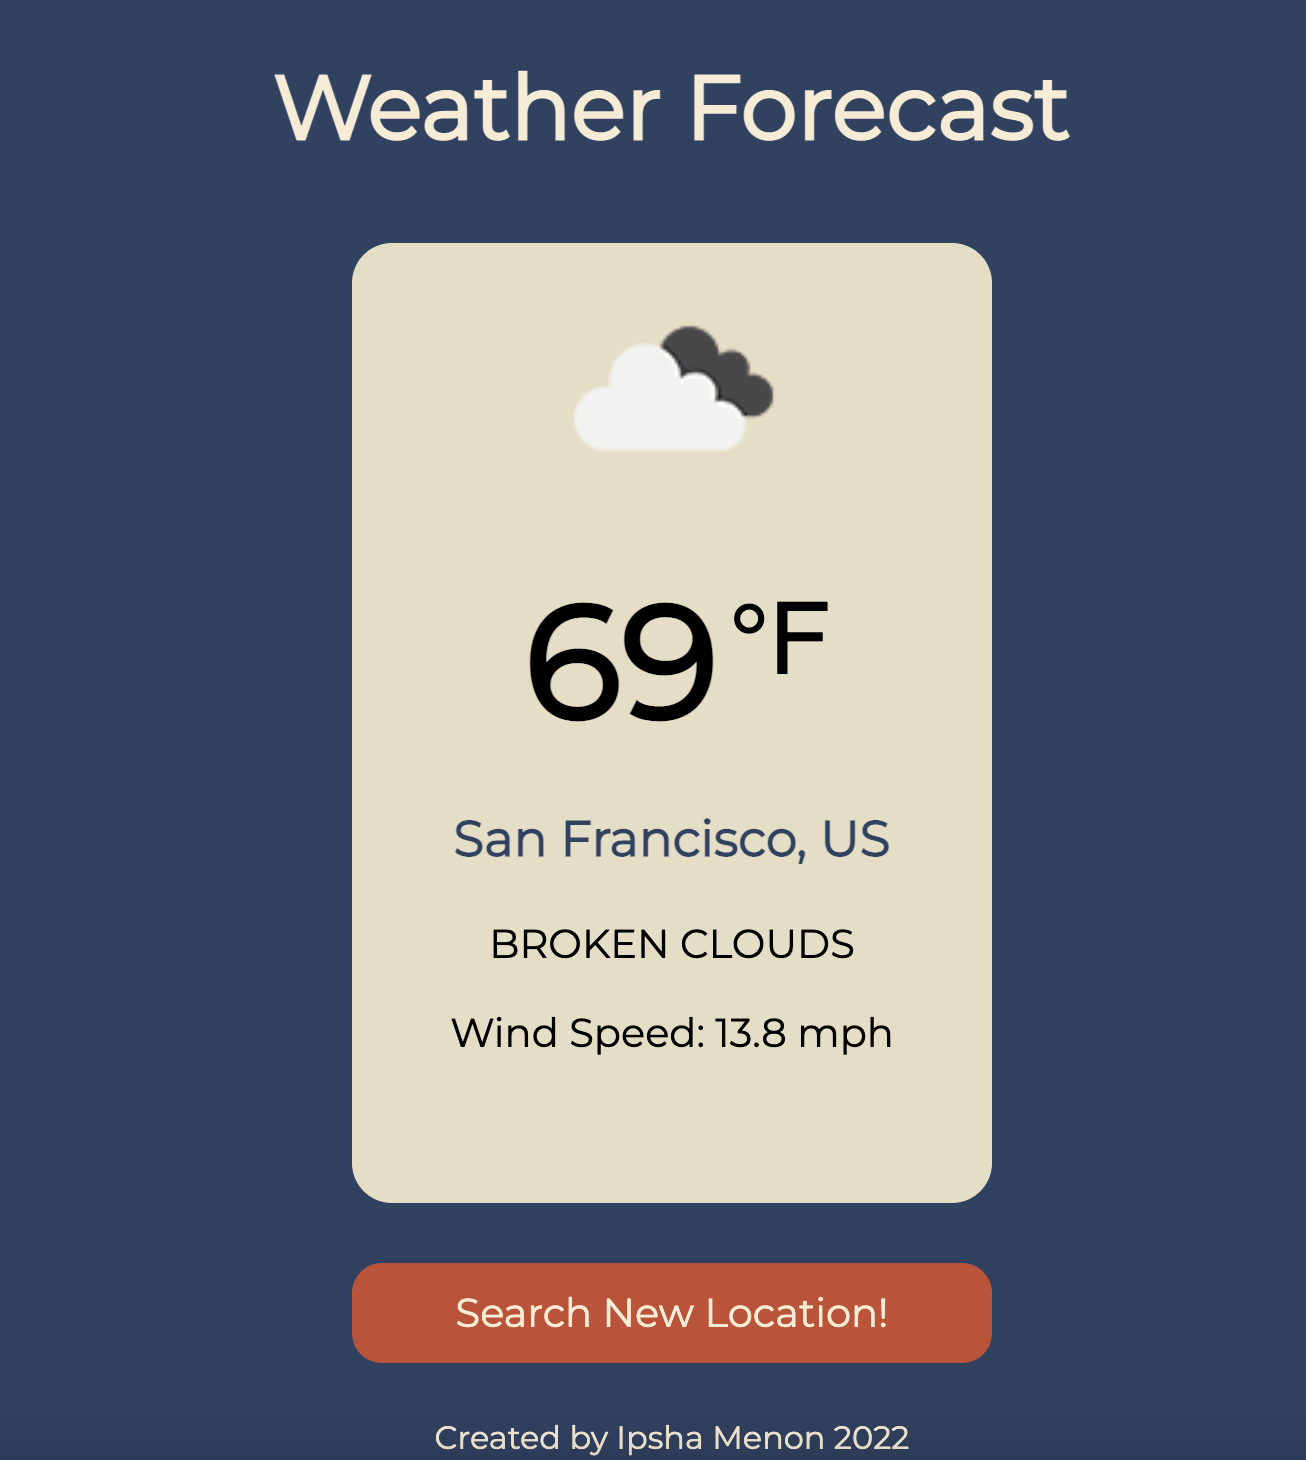 Weather Forecast
69 °F
San Francisco, US
BROKEN CLOUDS
Wind Speed: 13.8 mph
Search New Location!
Created by Ipsha Menon 2022